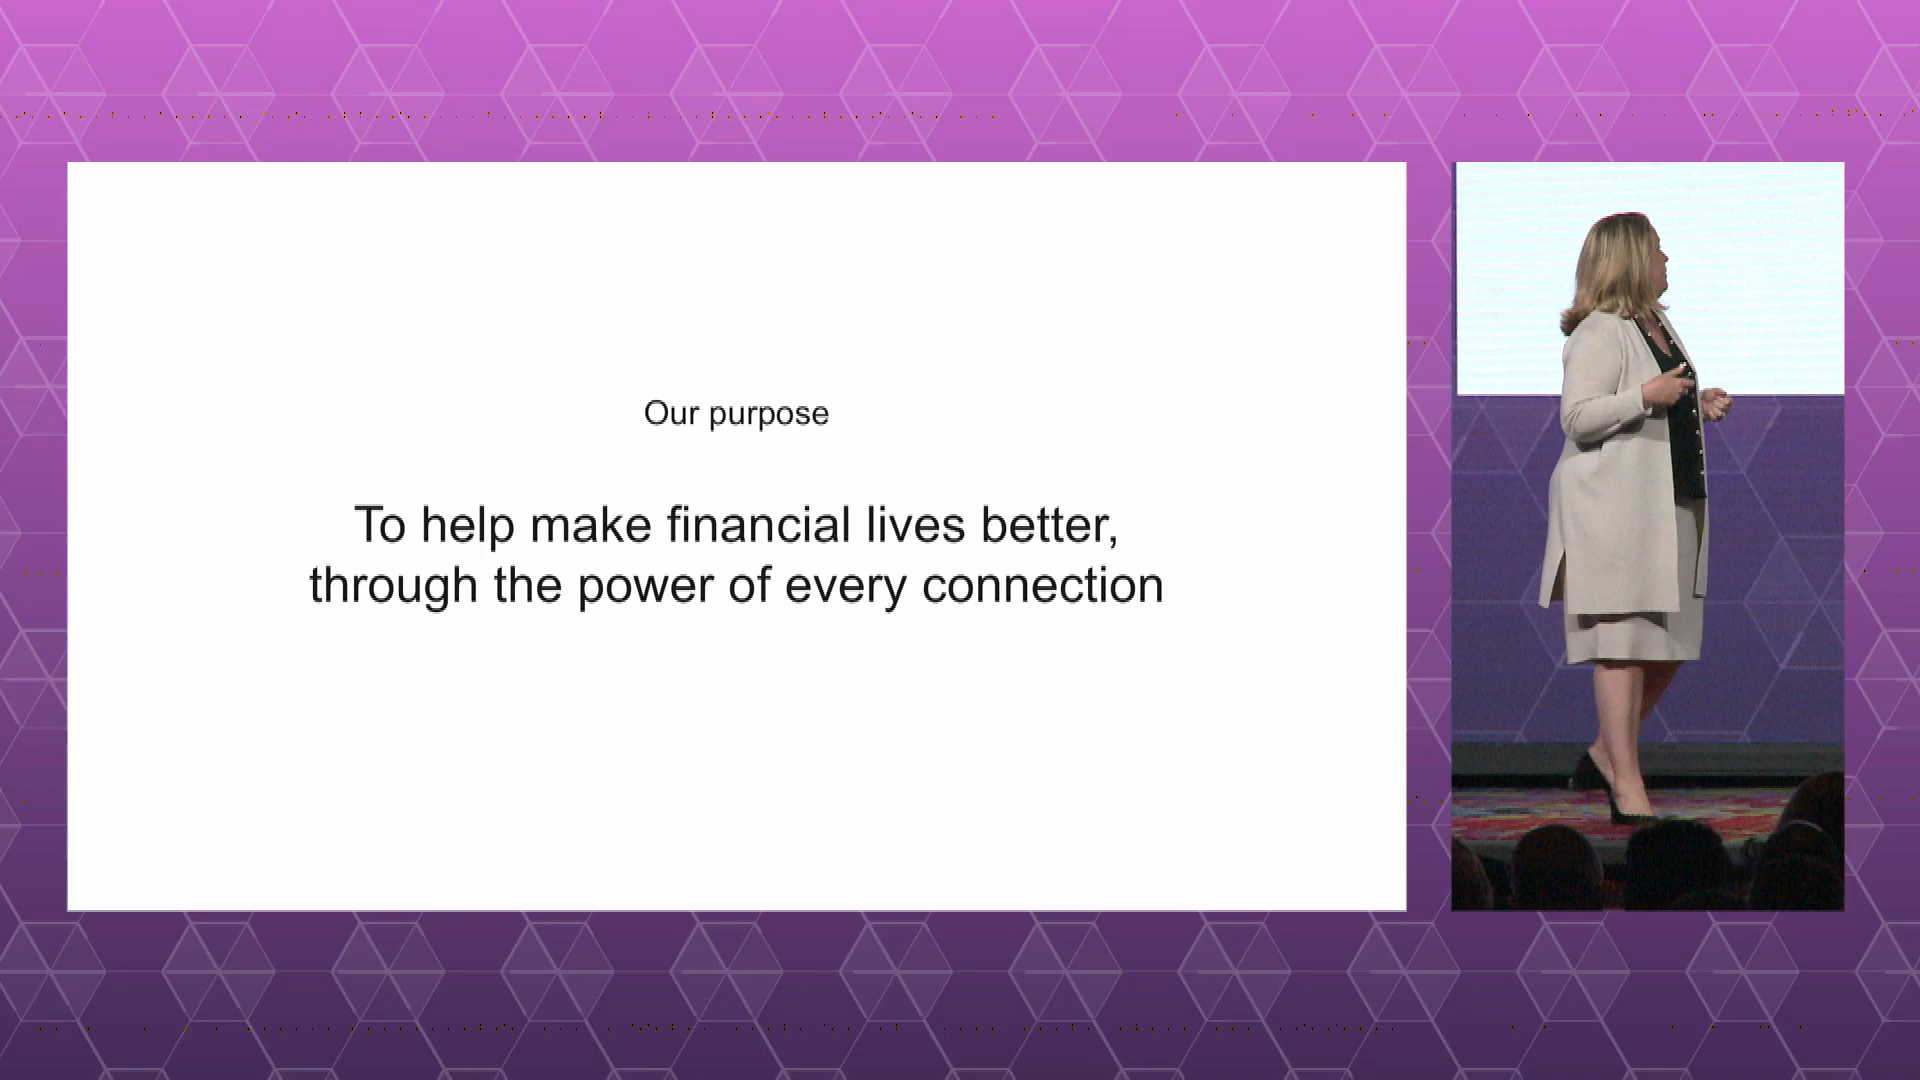 Our purpose
To help make financial lives better,
through the power of every connection